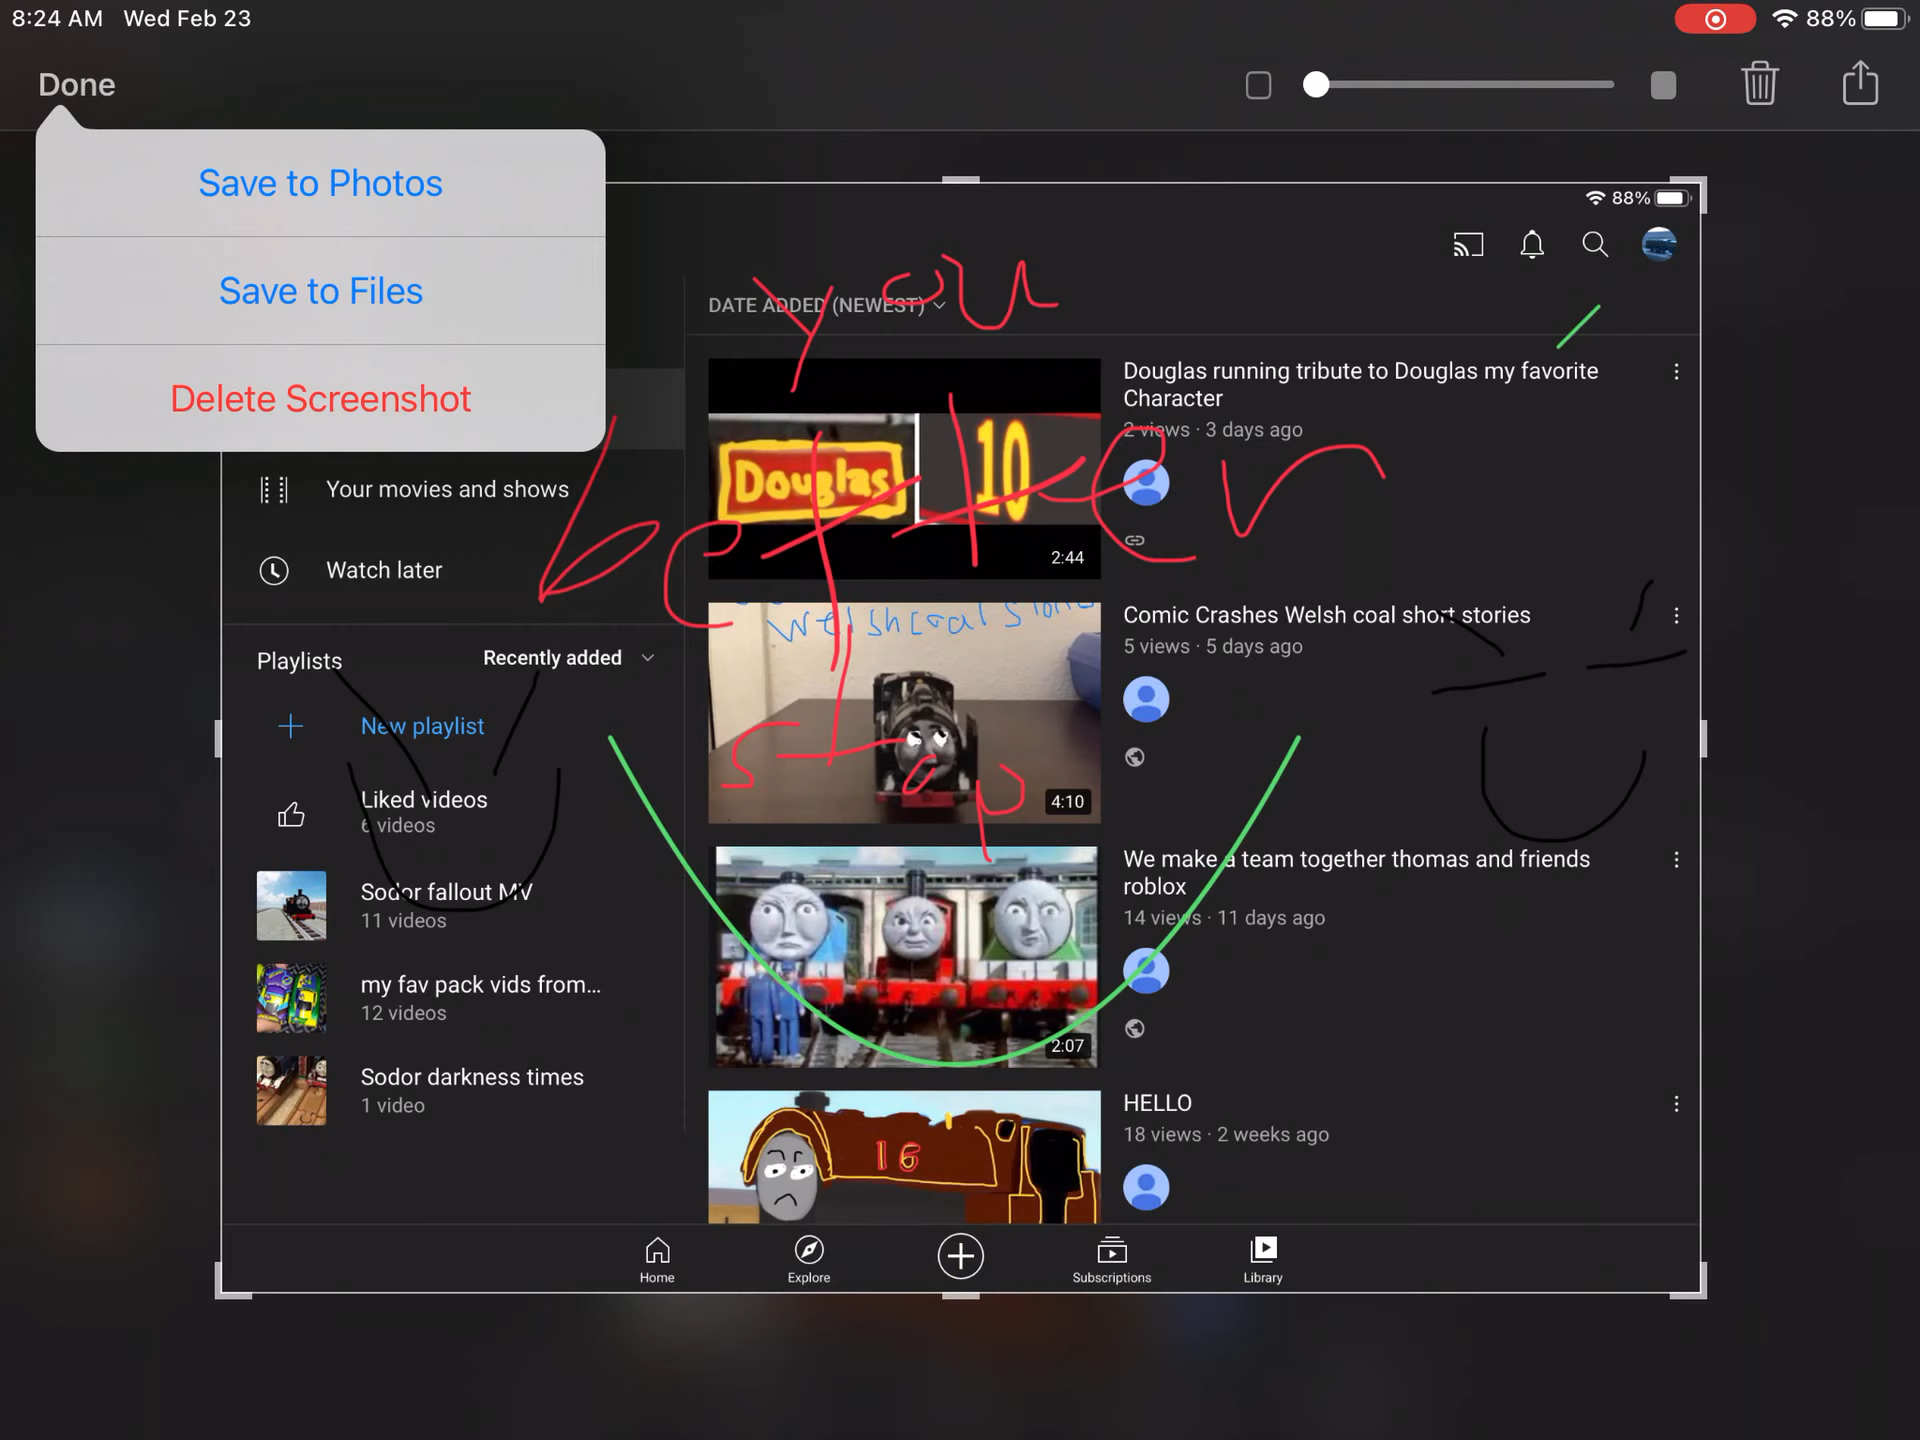 8:24 AM Wed Feb 23
88%
Done
Save to Photos
Save to Files
Delete Screenshot
88%
DATE ADDED (NEWEST)
you
better
stop
Your movies and shows
Watch later
Playlists
Recently added
New playlist
Liked videos
6 videos
Sodor fallout MV
11 videos
my fav pack vids from...
12 videos
Sodor darkness times
1 video
Douglas
10
2:44
Douglas running tribute to Douglas my favorite
Character
2 views · 3 days ago
Welsh coal
4:10
Comic Crashes Welsh coal short stories
5 views · 5 days ago
2:07
We make a team together thomas and friends
roblox
14 views · 11 days ago
16
HELLO
18 views · 2 weeks ago
Home
Explore
Subscriptions
Library